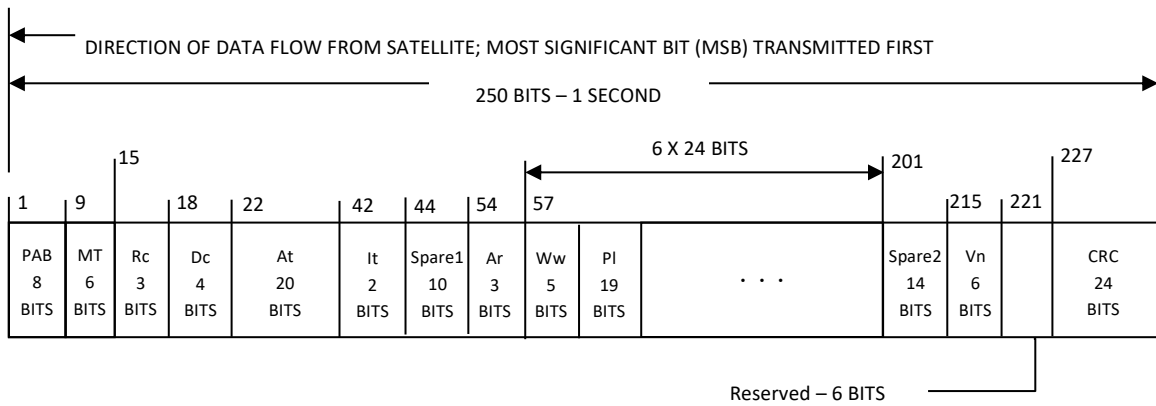 DIRECTION OF DATA FLOW FROM SATELLITE; MOST SIGNIFICANT BIT (MSB) TRANSMITTED FIRST
250 BITS – 1 SECOND
6 X 24 BITS
15 201 227
1 9 18 22 42 44 54 57 215 221
PAB MT Rc Dc At It Spare1 Ar Ww Pl Spare2 Vn CRC
8 6 3 4 20 2 10 3 5 19 . . . 14 6 24
BITS BITS BITS BITS BITS BITS BITS BITS BITS BITS BITS BITS BITS
Reserved – 6 BITS